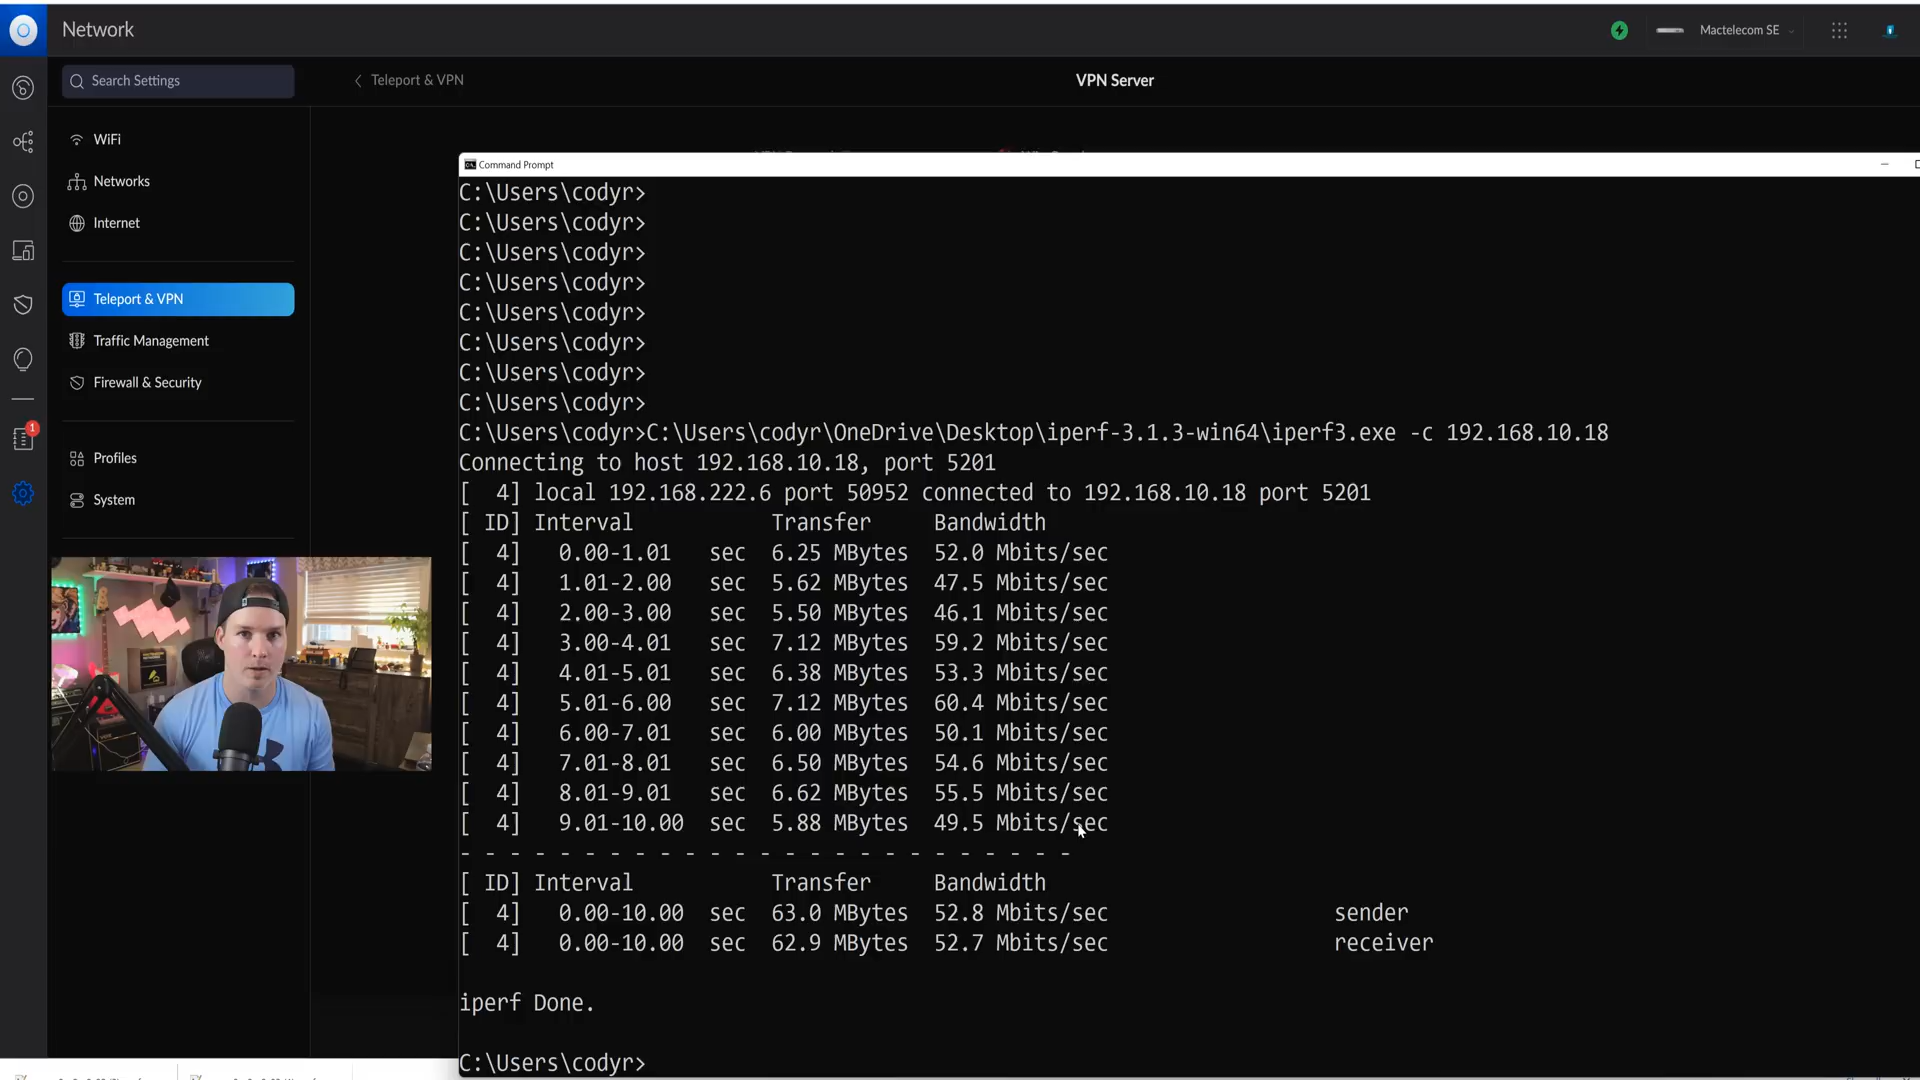 Network
Mactelecom SE
Search Settings
Teleport & VPN
VPN Server
WiFi
Networks
Internet
Teleport & VPN
Traffic Management
Firewall & Security
Profiles
System
1
Command Prompt
C:\Users\codyr>
C:\Users\codyr>
C:\Users\codyr>
C:\Users\codyr>
C:\Users\codyr>
C:\Users\codyr>
C:\Users\codyr>
C:\Users\codyr>
C:\Users\codyr>C:\Users\codyr\OneDrive\Desktop\iperf-3.1.3-win64\iperf3.exe -c 192.168.10.18
Connecting to host 192.168.10.18, port 5201
[  4] local 192.168.222.6 port 50952 connected to 192.168.10.18 port 5201
[ ID] Interval           Transfer     Bandwidth
[  4]   0.00-1.01   sec  6.25 MBytes  52.0 Mbits/sec
[  4]   1.01-2.00   sec  5.62 MBytes  47.5 Mbits/sec
[  4]   2.00-3.00   sec  5.50 MBytes  46.1 Mbits/sec
[  4]   3.00-4.01   sec  7.12 MBytes  59.2 Mbits/sec
[  4]   4.01-5.01   sec  6.38 MBytes  53.3 Mbits/sec
[  4]   5.01-6.00   sec  7.12 MBytes  60.4 Mbits/sec
[  4]   6.00-7.01   sec  6.00 MBytes  50.1 Mbits/sec
[  4]   7.01-8.01   sec  6.50 MBytes  54.6 Mbits/sec
[  4]   8.01-9.01   sec  6.62 MBytes  55.5 Mbits/sec
[  4]   9.01-10.00  sec  5.88 MBytes  49.5 Mbits/sec
- - - - - - - - - - - - - - - - - - - - - - - - -
[ ID] Interval           Transfer     Bandwidth
[  4]   0.00-10.00  sec  63.0 MBytes  52.8 Mbits/sec                  sender
[  4]   0.00-10.00  sec  62.9 MBytes  52.7 Mbits/sec                  receiver
iperf Done.
C:\Users\codyr>